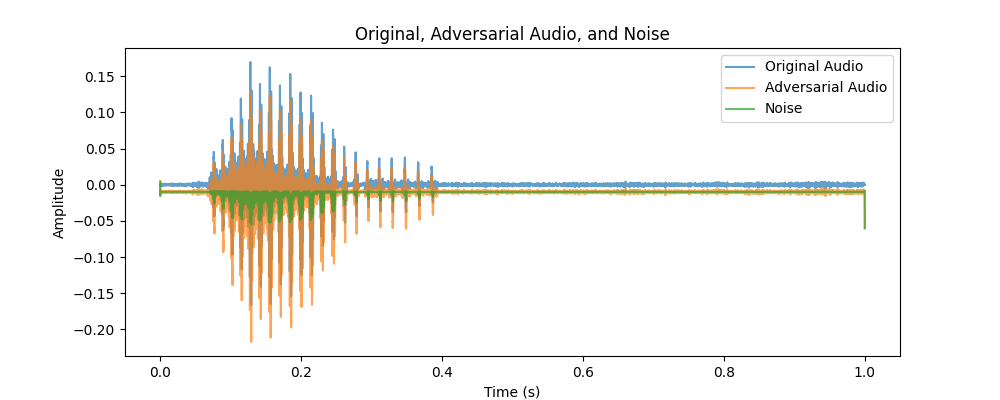 Original, Adversarial Audio, and Noise
Original Audio
Adversarial Audio
Noise
0.15
0.10
0.05
0.00
−0.05
−0.10
−0.15
−0.20
Amplitude
0.0 0.2 0.4 0.6 0.8 1.0
Time (s)